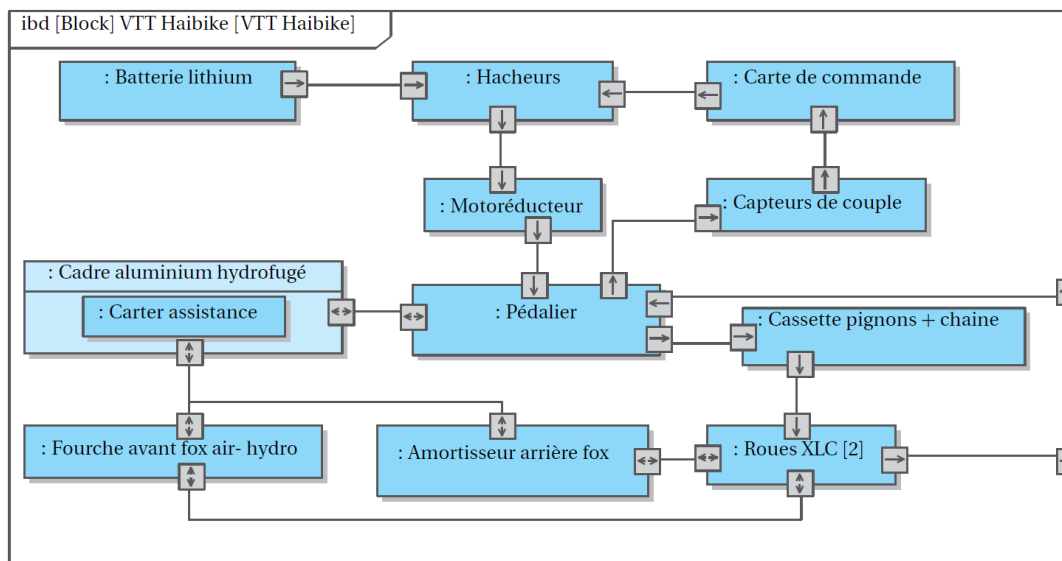 ibd [Block] VTT Haibike [VTT Haibike]
: Batterie lithium
: Hacheurs
: Carte de commande
: Motoréducteur
: Capteurs de couple
: Cadre aluminium hydrofugé
: Carter assistance
: Pédalier
: Cassette pignons + chaine
: Fourche avant fox air- hydro
: Amortisseur arrière fox
: Roues XLC [2]